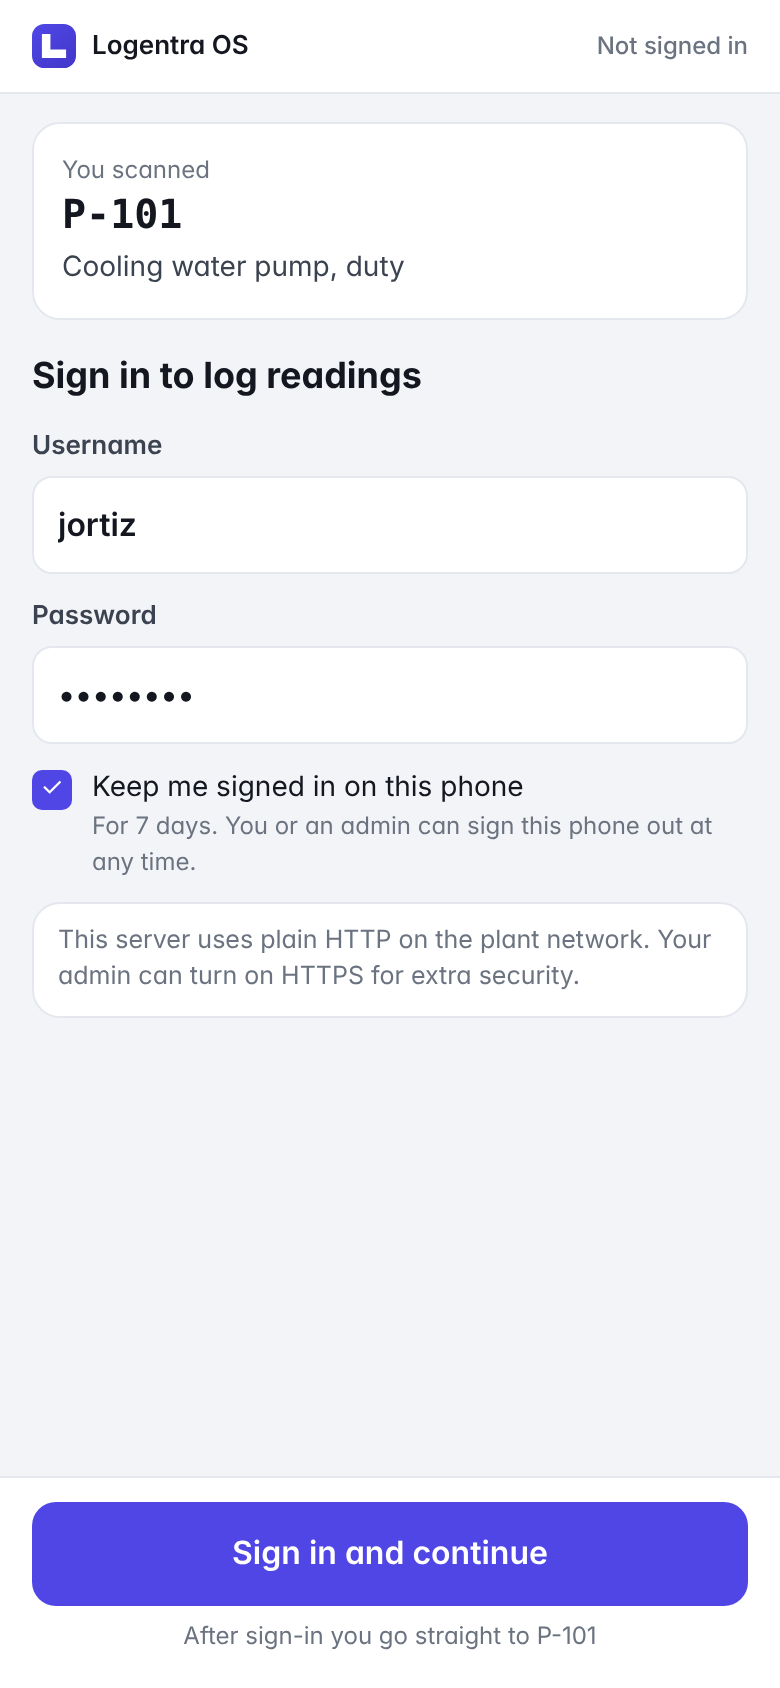 Logentra OS
Not signed in
You scanned
P-101
Cooling water pump, duty
Sign in to log readings
Username
jortiz
Password
••••••••
Keep me signed in on this phone
For 7 days. You or an admin can sign this phone out at
any time.
This server uses plain HTTP on the plant network. Your
admin can turn on HTTPS for extra security.
Sign in and continue
After sign-in you go straight to P-101